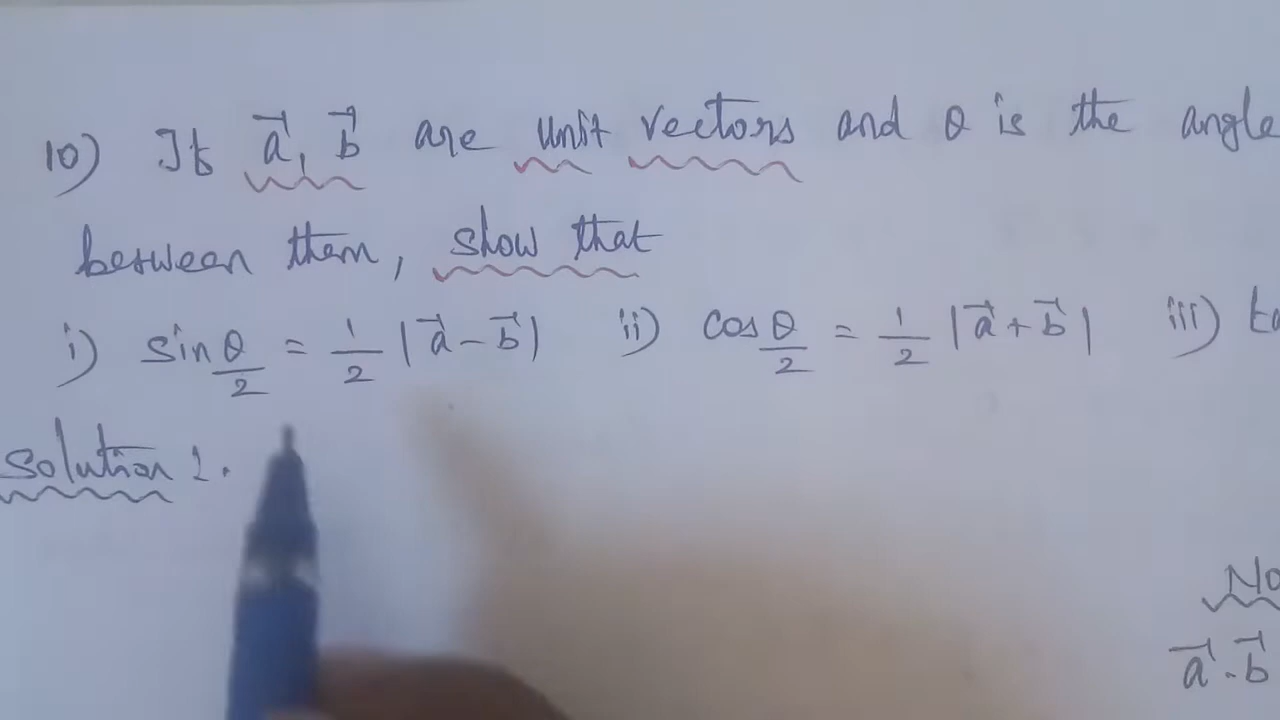 10) If a⃗, b⃗ are unit vectors and θ is the angle
between them, show that
i) sin θ/2 = 1/2 |a⃗ - b⃗| ii) cos θ/2 = 1/2 |a⃗ + b⃗| iii)
Solution :.
a⃗ . b⃗